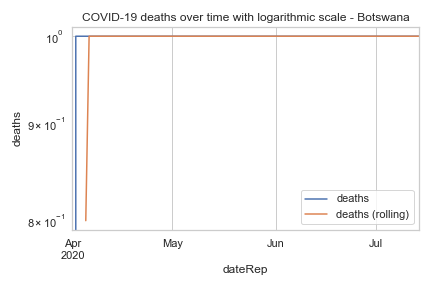 COVID-19 deaths over time with logarithmic scale - Botswana
10⁰
9 × 10⁻¹
8 × 10⁻¹
deaths
deaths
deaths (rolling)
Apr May Jun Jul
2020
dateRep